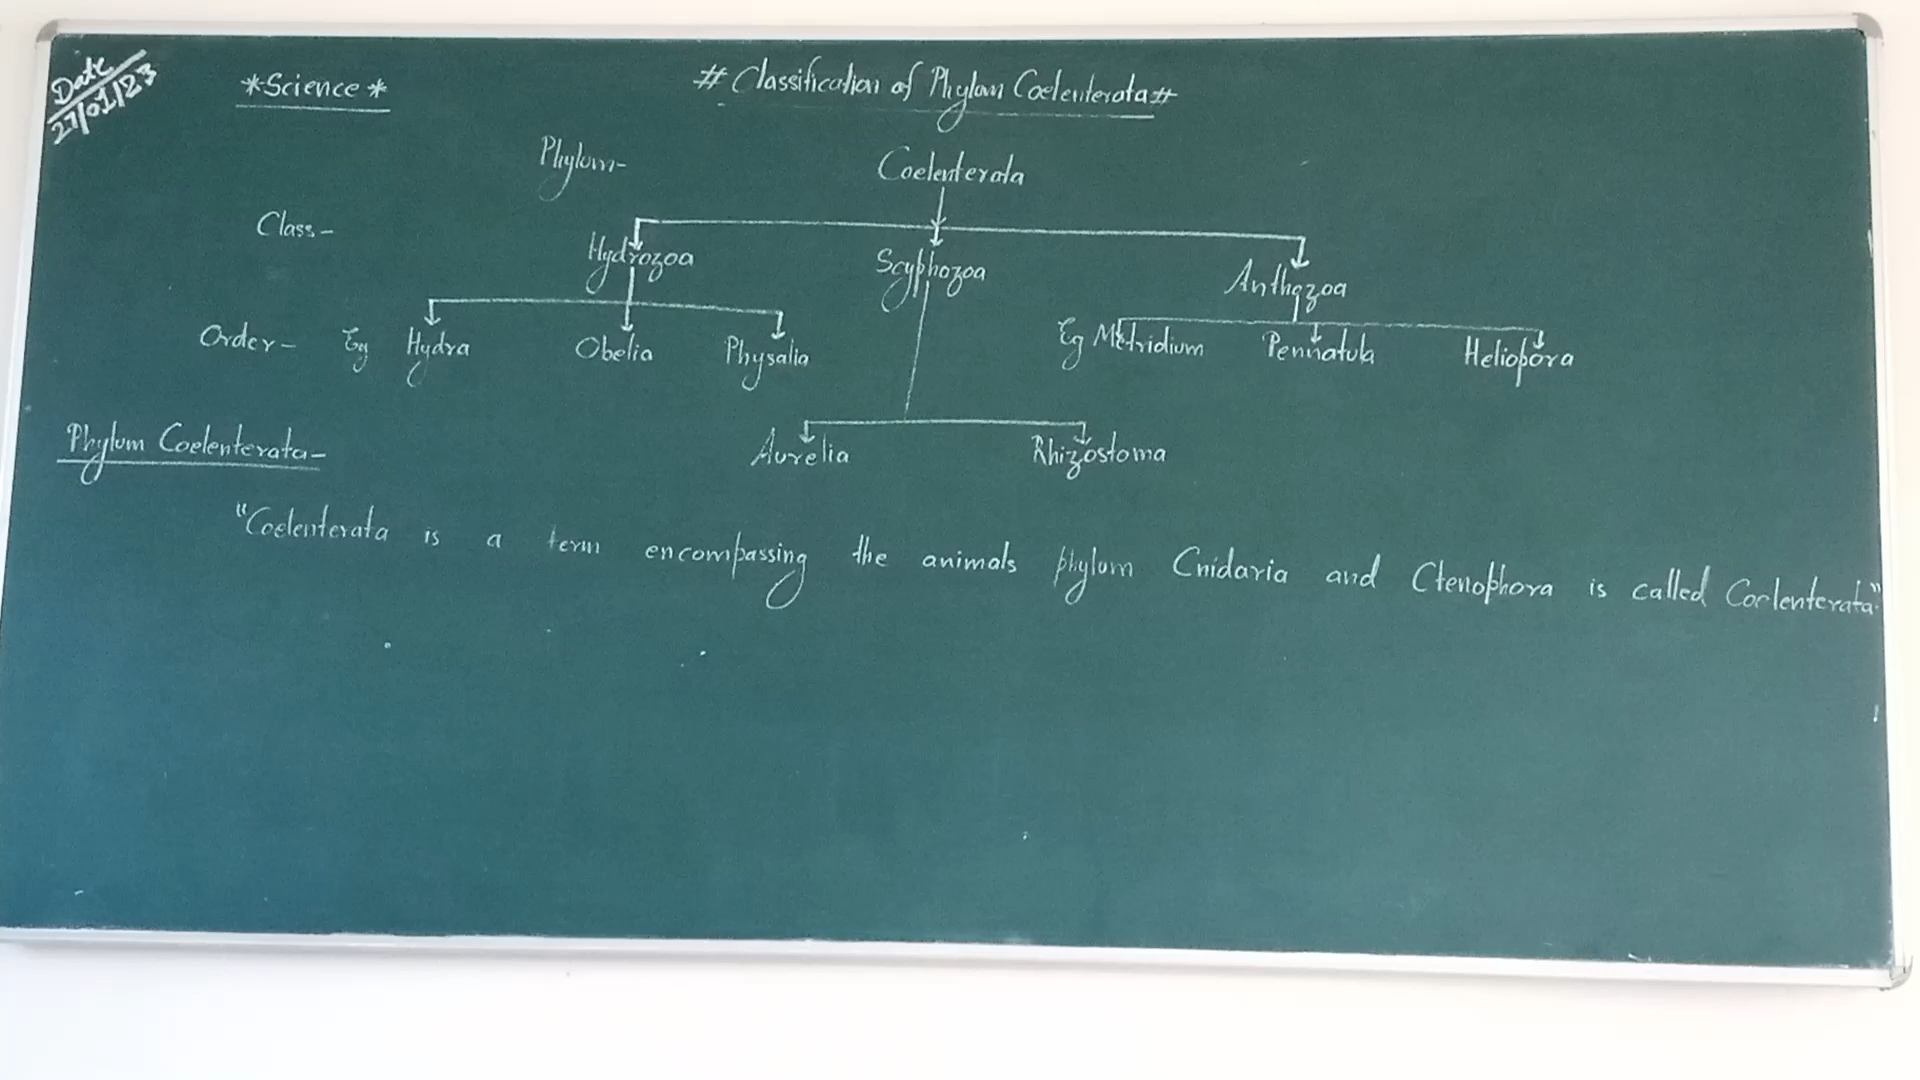 Date
27/01/23
*Science*
# Classification of Phylum Coelenterata #
Phylum- Coelenterata
Class-
Hydrozoa Scyphozoa Anthozoa
Order- Eg Hydra Obelia Physalia Eg Metridium Pennatula Heliopora
Aurelia Rhizostoma
Phylum Coelenterata-
"Coelenterata is a term encompassing the animals phylum Cnidaria and Ctenophora is called Coelenterata."